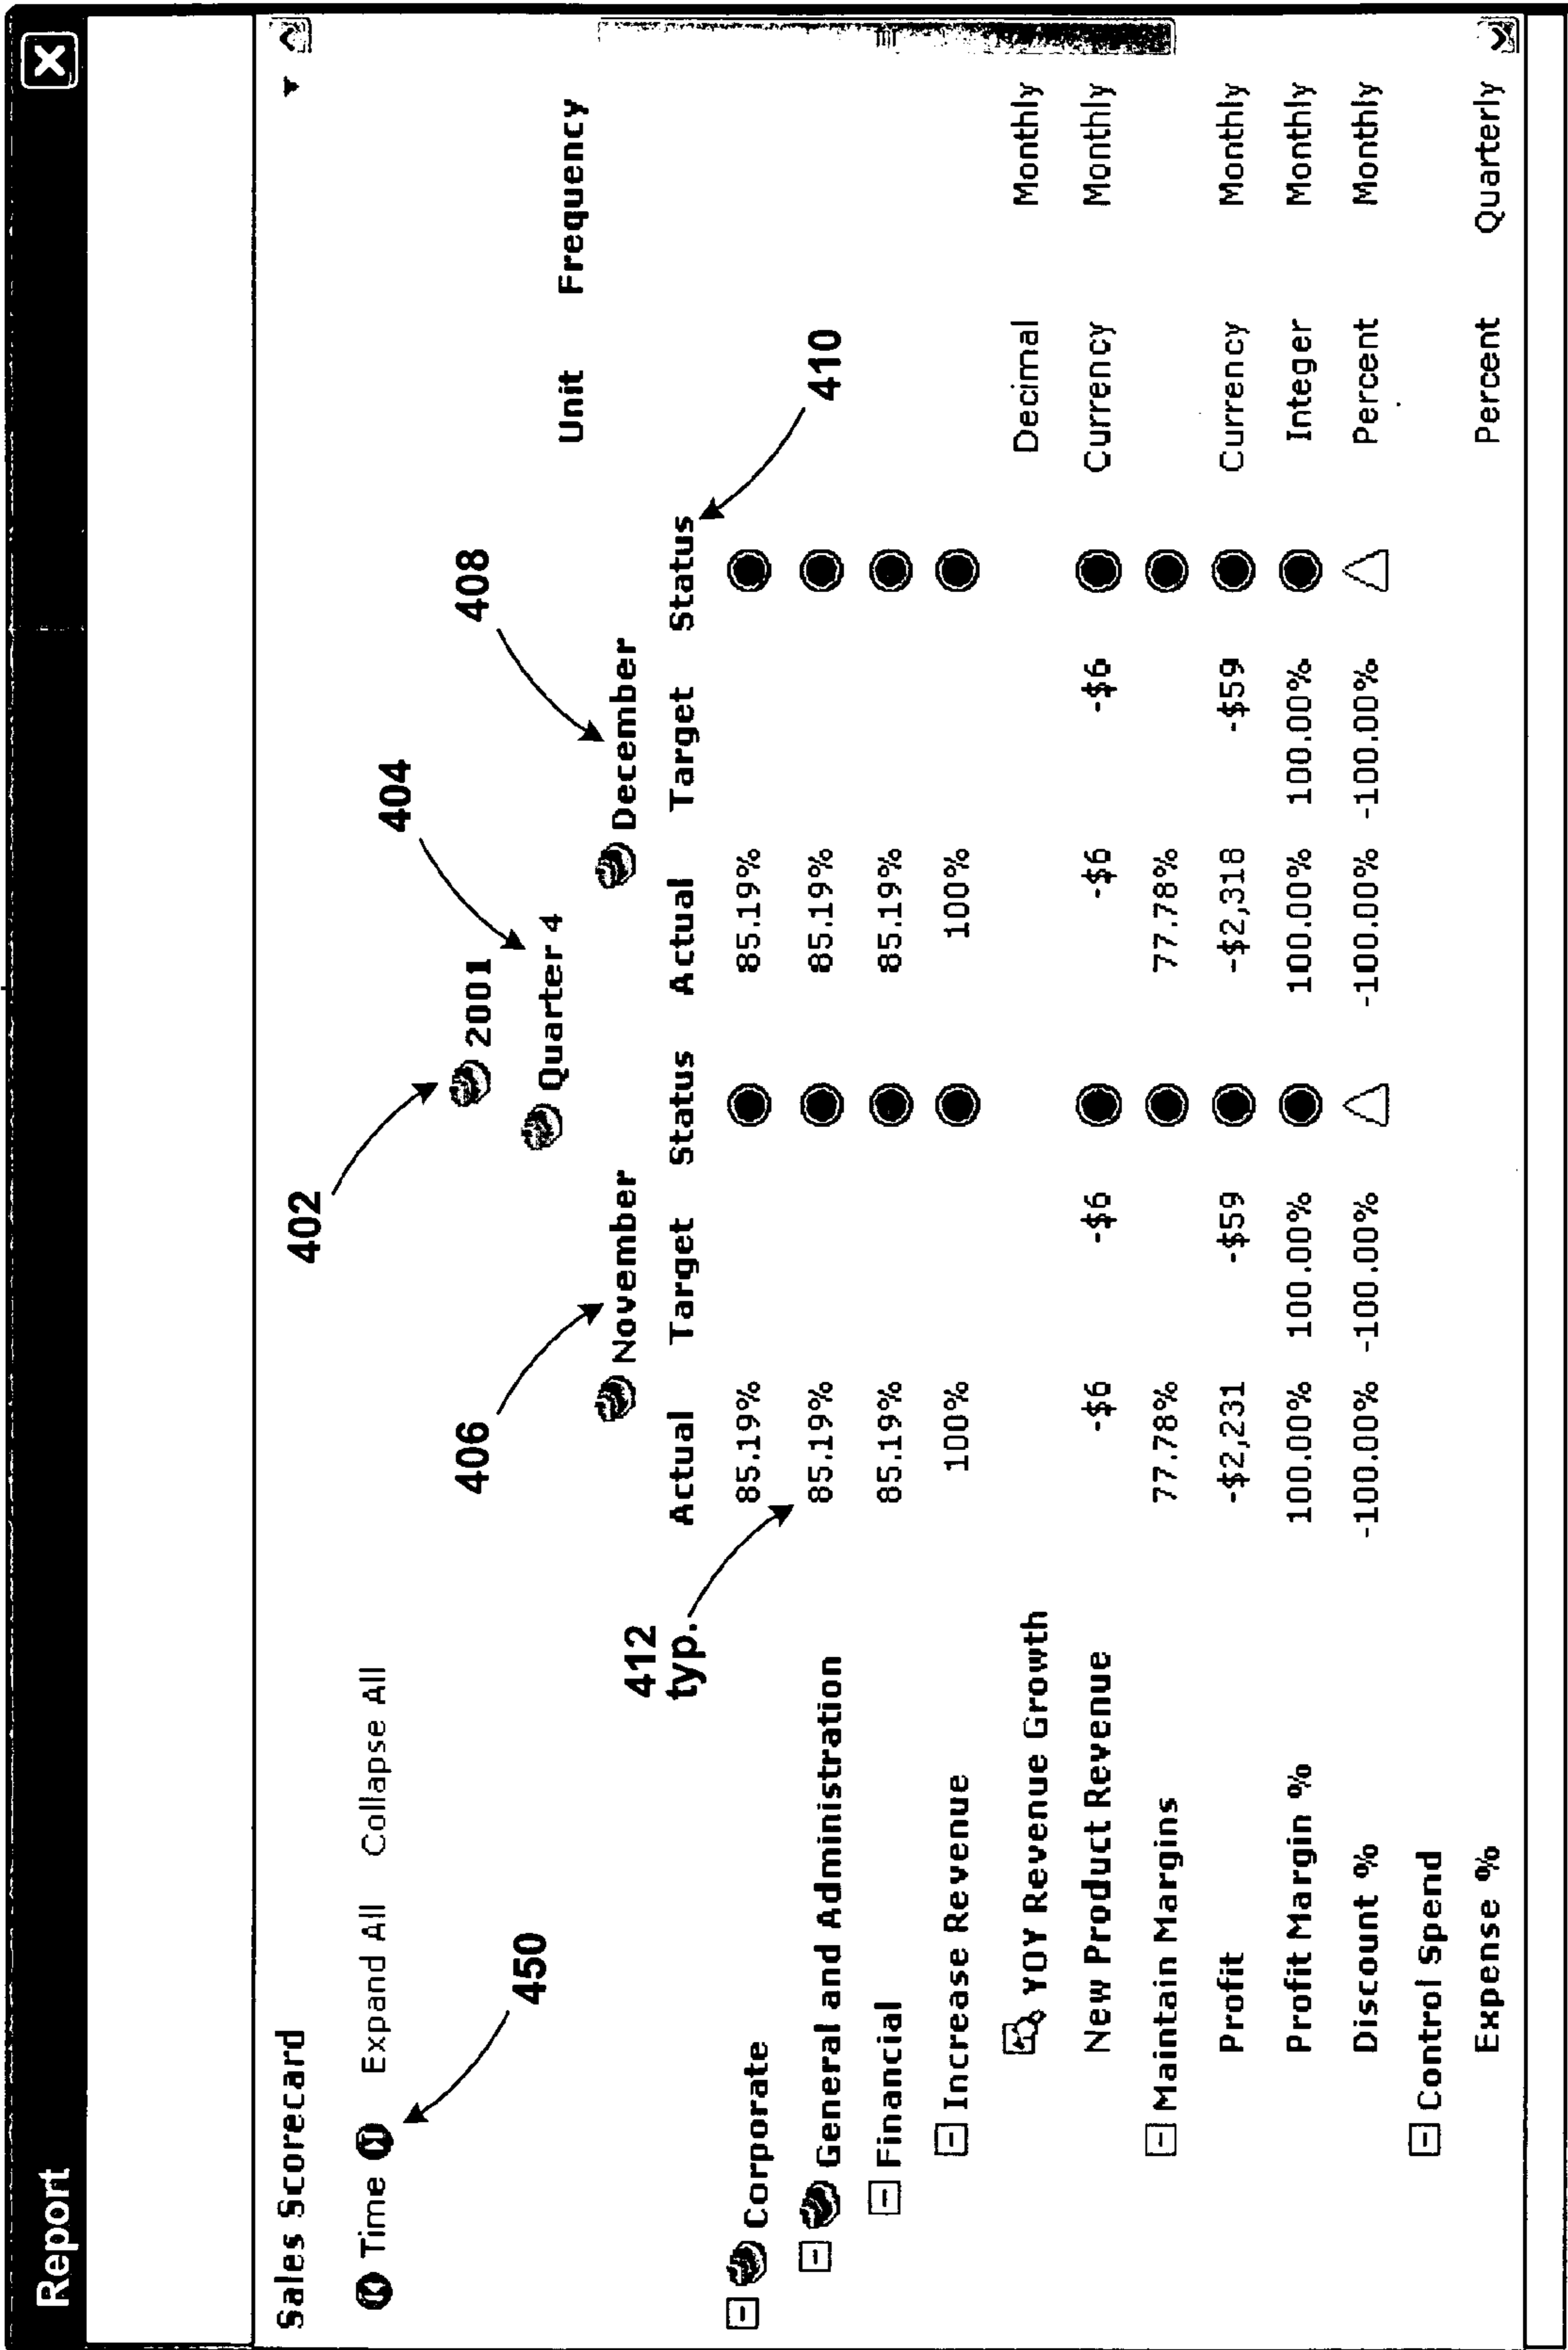 Report
Sales Scorecard
Time Expand All Collapse All
450
402
404
406
408
410
412
typ.
2001
Quarter 4
November December Unit Frequency
Actual Target Status Actual Target Status
Corporate 85.19% 85.19%
General and Administration 85.19% 85.19%
Financial 85.19% 85.19%
Increase Revenue 100% 100%
YOY Revenue Growth Decimal Monthly
New Product Revenue -$6 -$6 -$6 -$6 Currency Monthly
Maintain Margins 77.78% 77.78%
Profit -$2,231 -$59 -$2,318 -$59 Currency Monthly
Profit Margin % 100.00% 100.00% 100.00% 100.00% Integer Monthly
Discount % -100.00% -100.00% -100.00% -100.00% Percent Monthly
Control Spend
Expense % Percent Quarterly